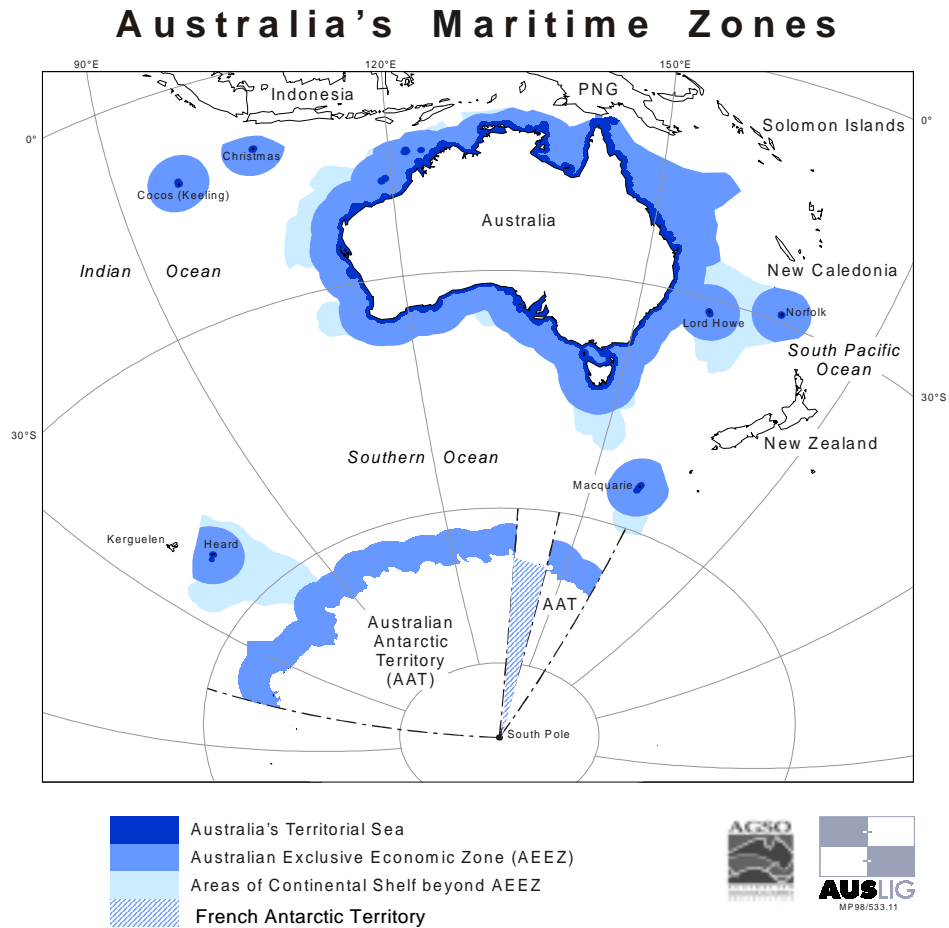 Australia's Maritime Zones
90°E
120°E
150°E
Indonesia
PNG
0°
0°
Solomon Islands
Christmas
Cocos (Keeling)
Australia
Indian Ocean
New Caledonia
Norfolk
Lord Howe
South Pacific
Ocean
30°S
30°S
New Zealand
Southern Ocean
Macquarie
Kerguelen
Heard
AAT
Australian
Antarctic
Territory
(AAT)
South Pole
Australia's Territorial Sea
Australian Exclusive Economic Zone (AEEZ)
Areas of Continental Shelf beyond AEEZ
French Antarctic Territory
AGSO
AUSLIG
MP98/533.11